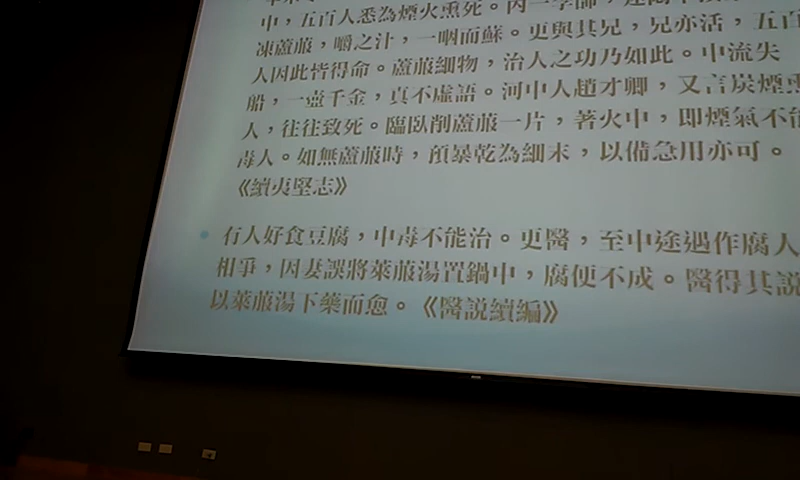 中,五百人悉為煙火熏死。內一李師,
凍蘆菔,嚼之汁,一咽而蘇。更與其兄,兄亦活,五百
人因此皆得命。蘆菔細物,治人之功乃如此。中流失
船,一壺千金,真不虛語。河中人趙才卿,又言炭煙熏
人,往往致死。臨臥削蘆菔一片,著火中,即煙氣不能
毒人。如無蘆菔時,預暴乾為細末,以備急用亦可。
《續夷堅志》
有人好食豆腐,中毒不能治。更醫,至中途遇作腐人
相爭,因妻誤將萊菔湯置鍋中,腐便不成。醫得其說
以萊菔湯下藥而愈。《醫說續編》